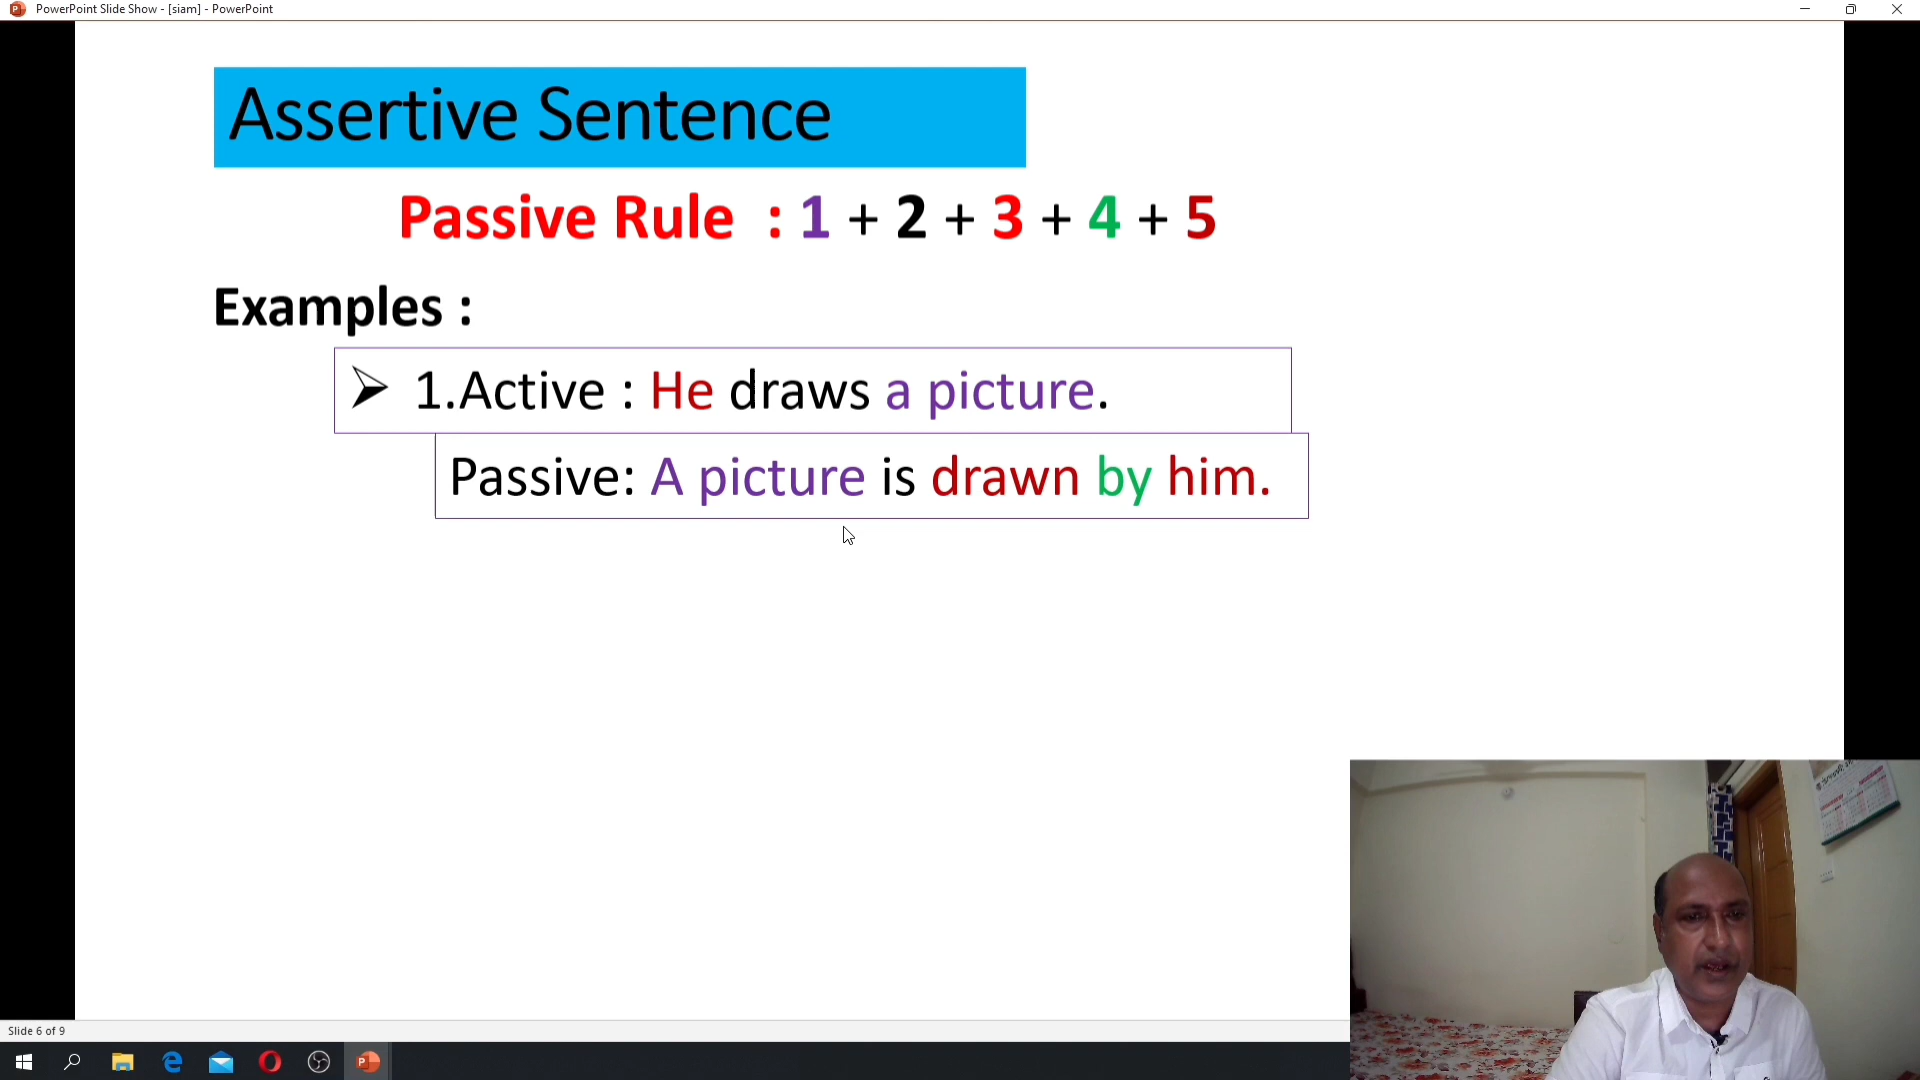 PowerPoint Slide Show - [siam] - PowerPoint
Assertive Sentence
Passive Rule : 1 + 2 + 3 + 4 + 5
Examples :
➢ 1.Active : He draws a picture.
Passive: A picture is drawn by him.
Slide 6 of 9